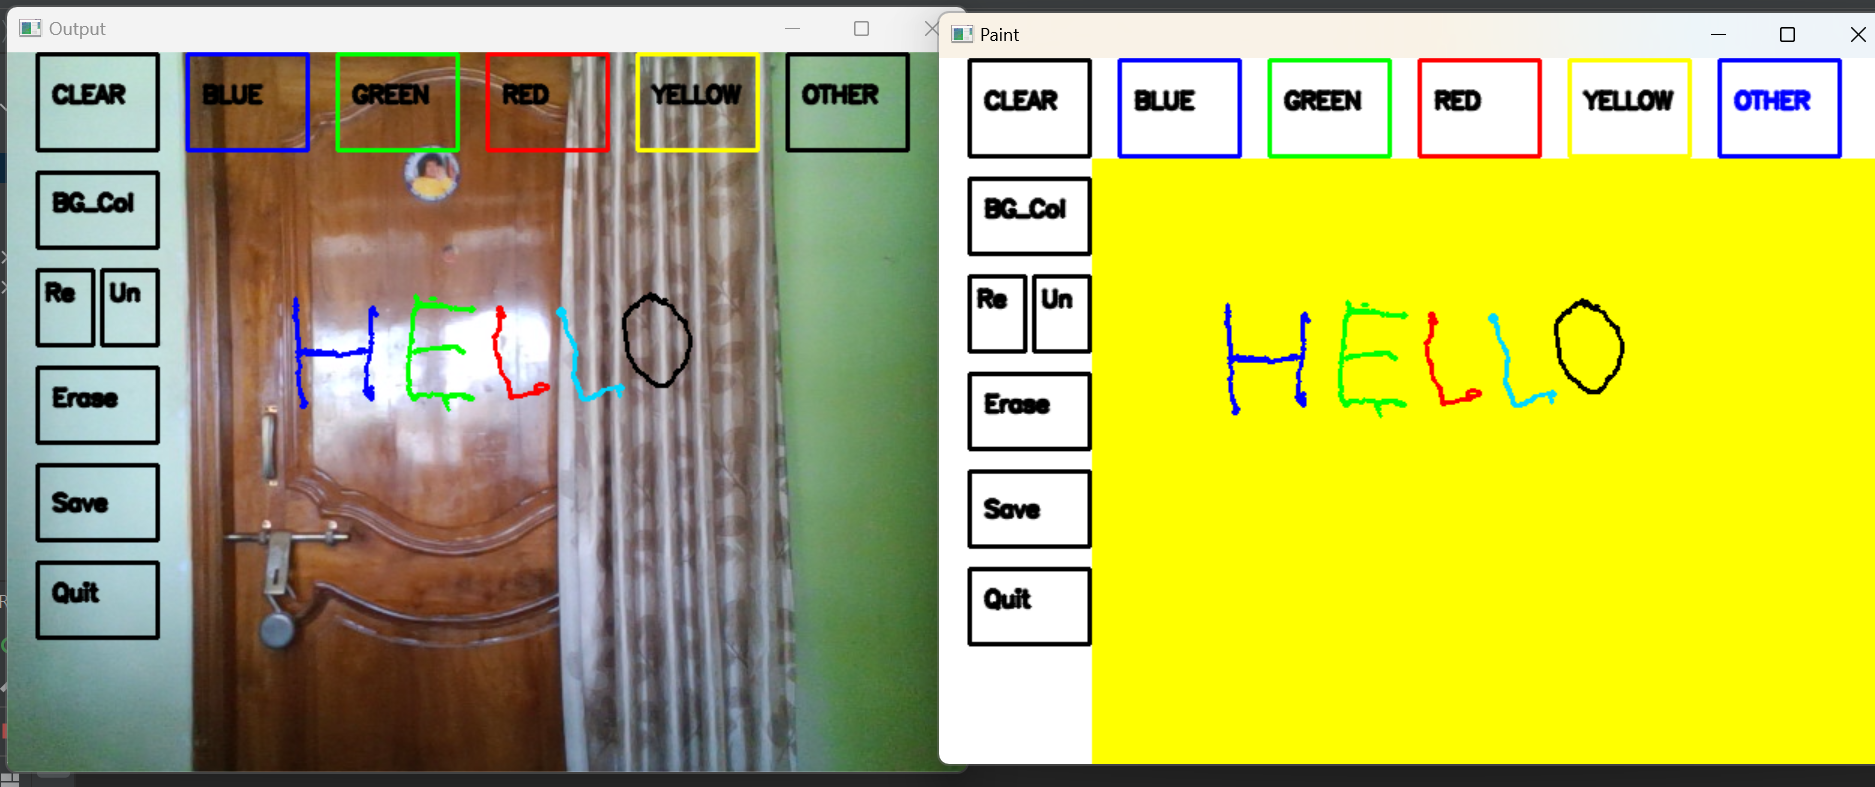 Output
CLEAR BLUE GREEN RED YELLOW OTHER
BG_Col
Re Un
Erase
Save
Quit
HELLO
Paint
CLEAR BLUE GREEN RED YELLOW OTHER
BG_Col
Re Un
Erase
Save
Quit
HELLO